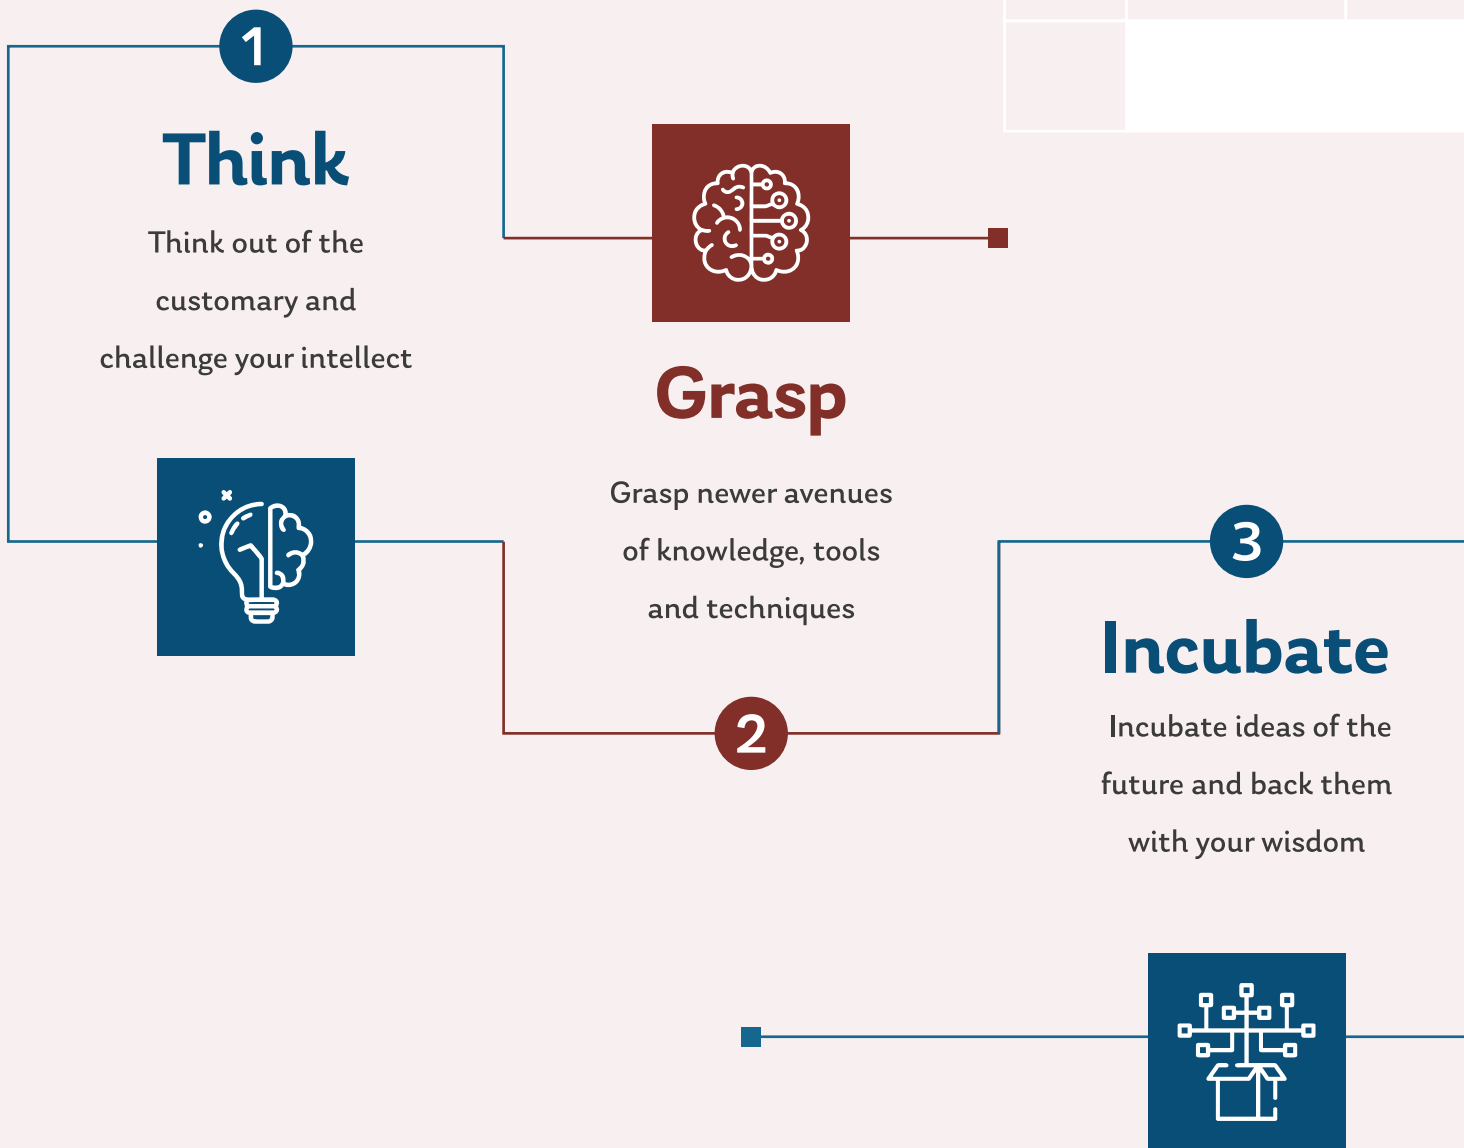 1
Think
Think out of the
customary and
challenge your intellect
Grasp
Grasp newer avenues
of knowledge, tools
and techniques
2
3
Incubate
Incubate ideas of the
future and back them
with your wisdom